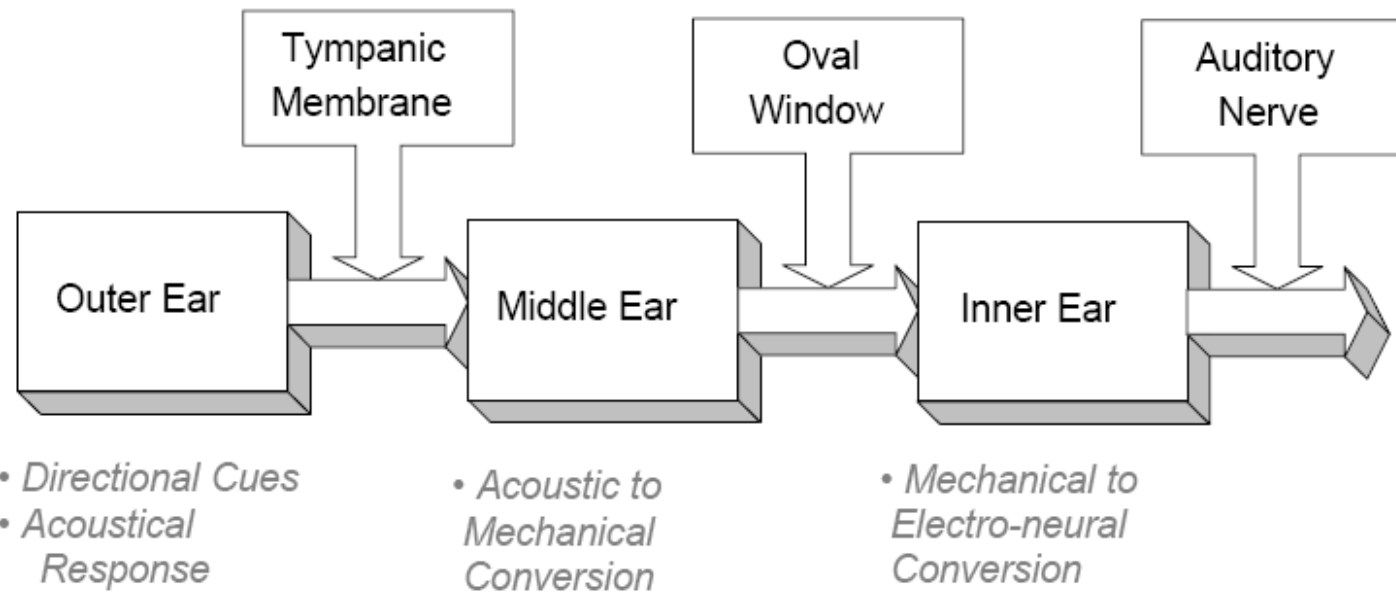 Tympanic
Membrane
Oval
Window
Auditory
Nerve
Outer Ear
Middle Ear
Inner Ear
• Directional Cues
• Acoustical
Response
• Acoustic to
Mechanical
Conversion
• Mechanical to
Electro-neural
Conversion